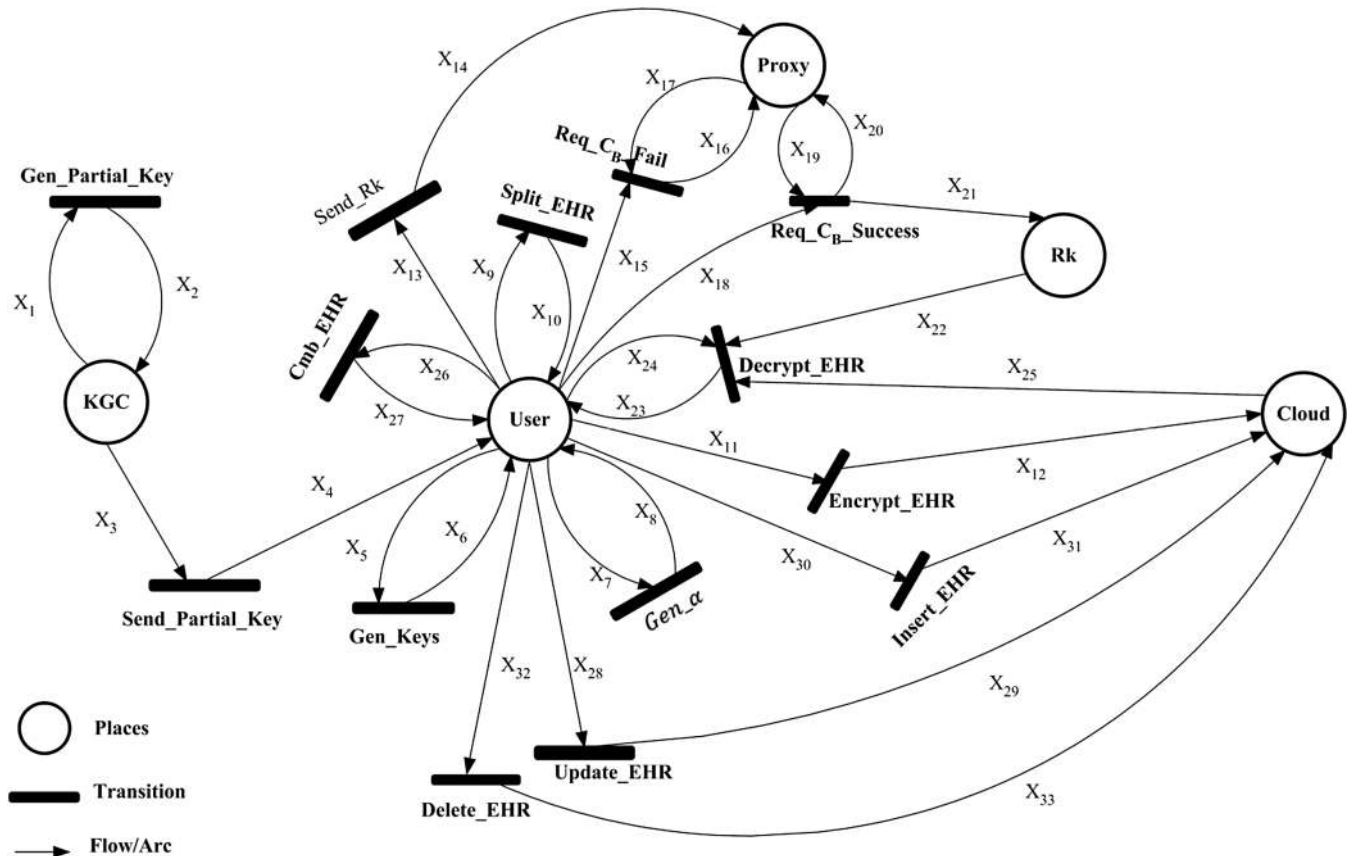 X₁₄
Proxy
X₁₇
X₂₀
Req_C_B_Fail
X₁₆
X₁₉
Gen_Partial_Key
Send_Rk
Split_EHR
X₂₁
Req_C_B_Success
Rk
X₁
X₂
X₁₃
X₉
X₁₅
X₁₈
X₁₀
X₂₂
Cmb_EHR
X₂₆
X₂₄
Decrypt_EHR
X₂₅
KGC
X₂₇
User
X₂₃
Cloud
X₁₁
X₁₂
X₄
Encrypt_EHR
X₃
X₅
X₆
X₈
X₇
X₃₀
X₃₁
Send_Partial_Key
Gen_Keys
Gen_α
Insert_EHR
X₃₂
X₂₈
X₂₉
Places
Update_EHR
Transition
Delete_EHR
X₃₃
Flow/Arc